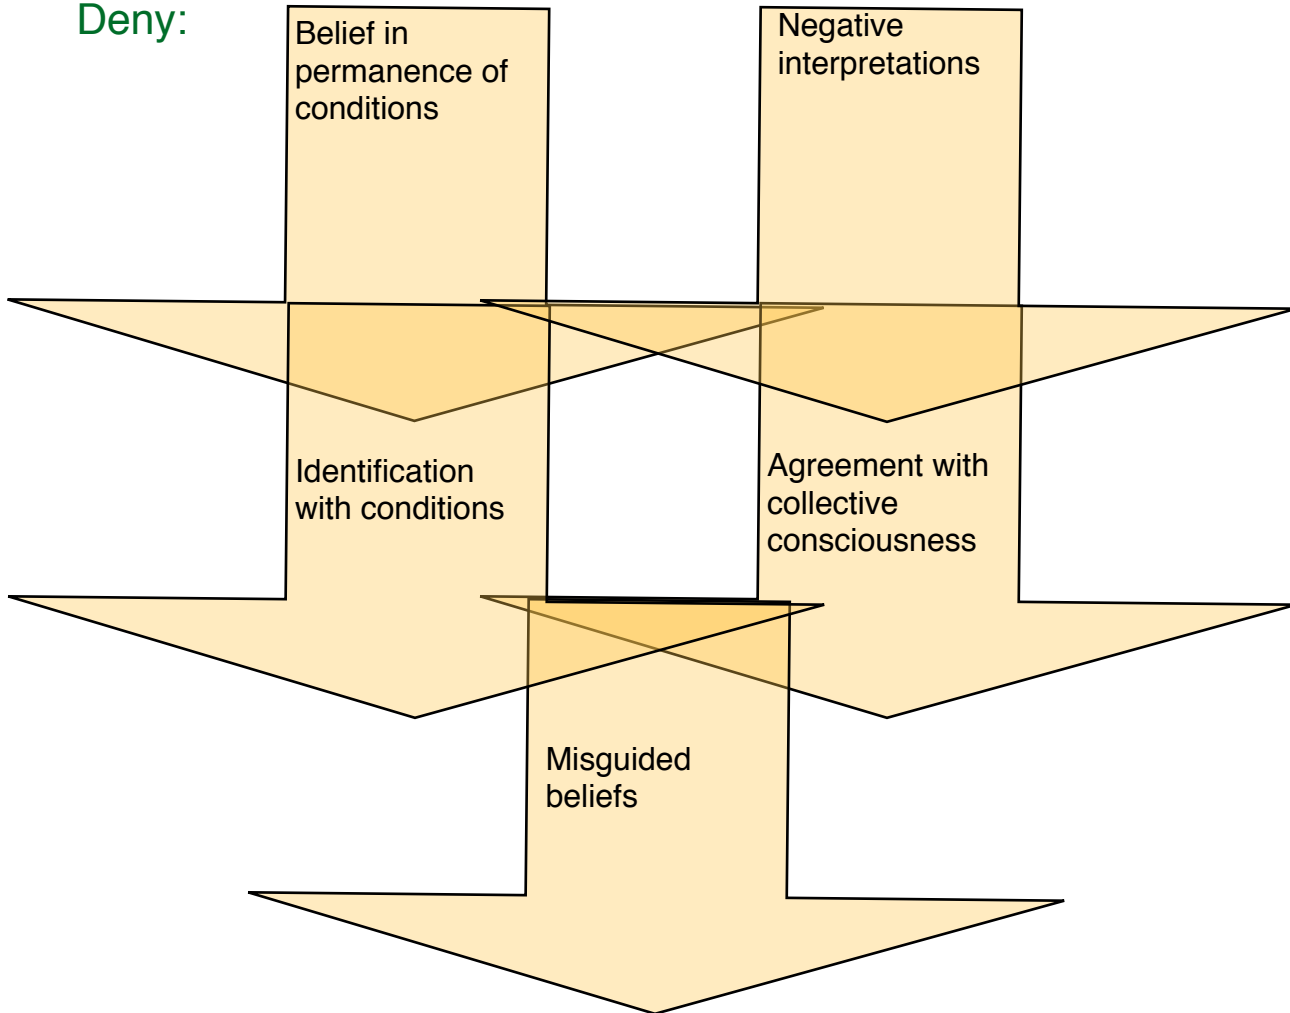 Deny:
Belief in
permanence of
conditions
Negative
interpretations
Identification
with conditions
Agreement with
collective
consciousness
Misguided
beliefs